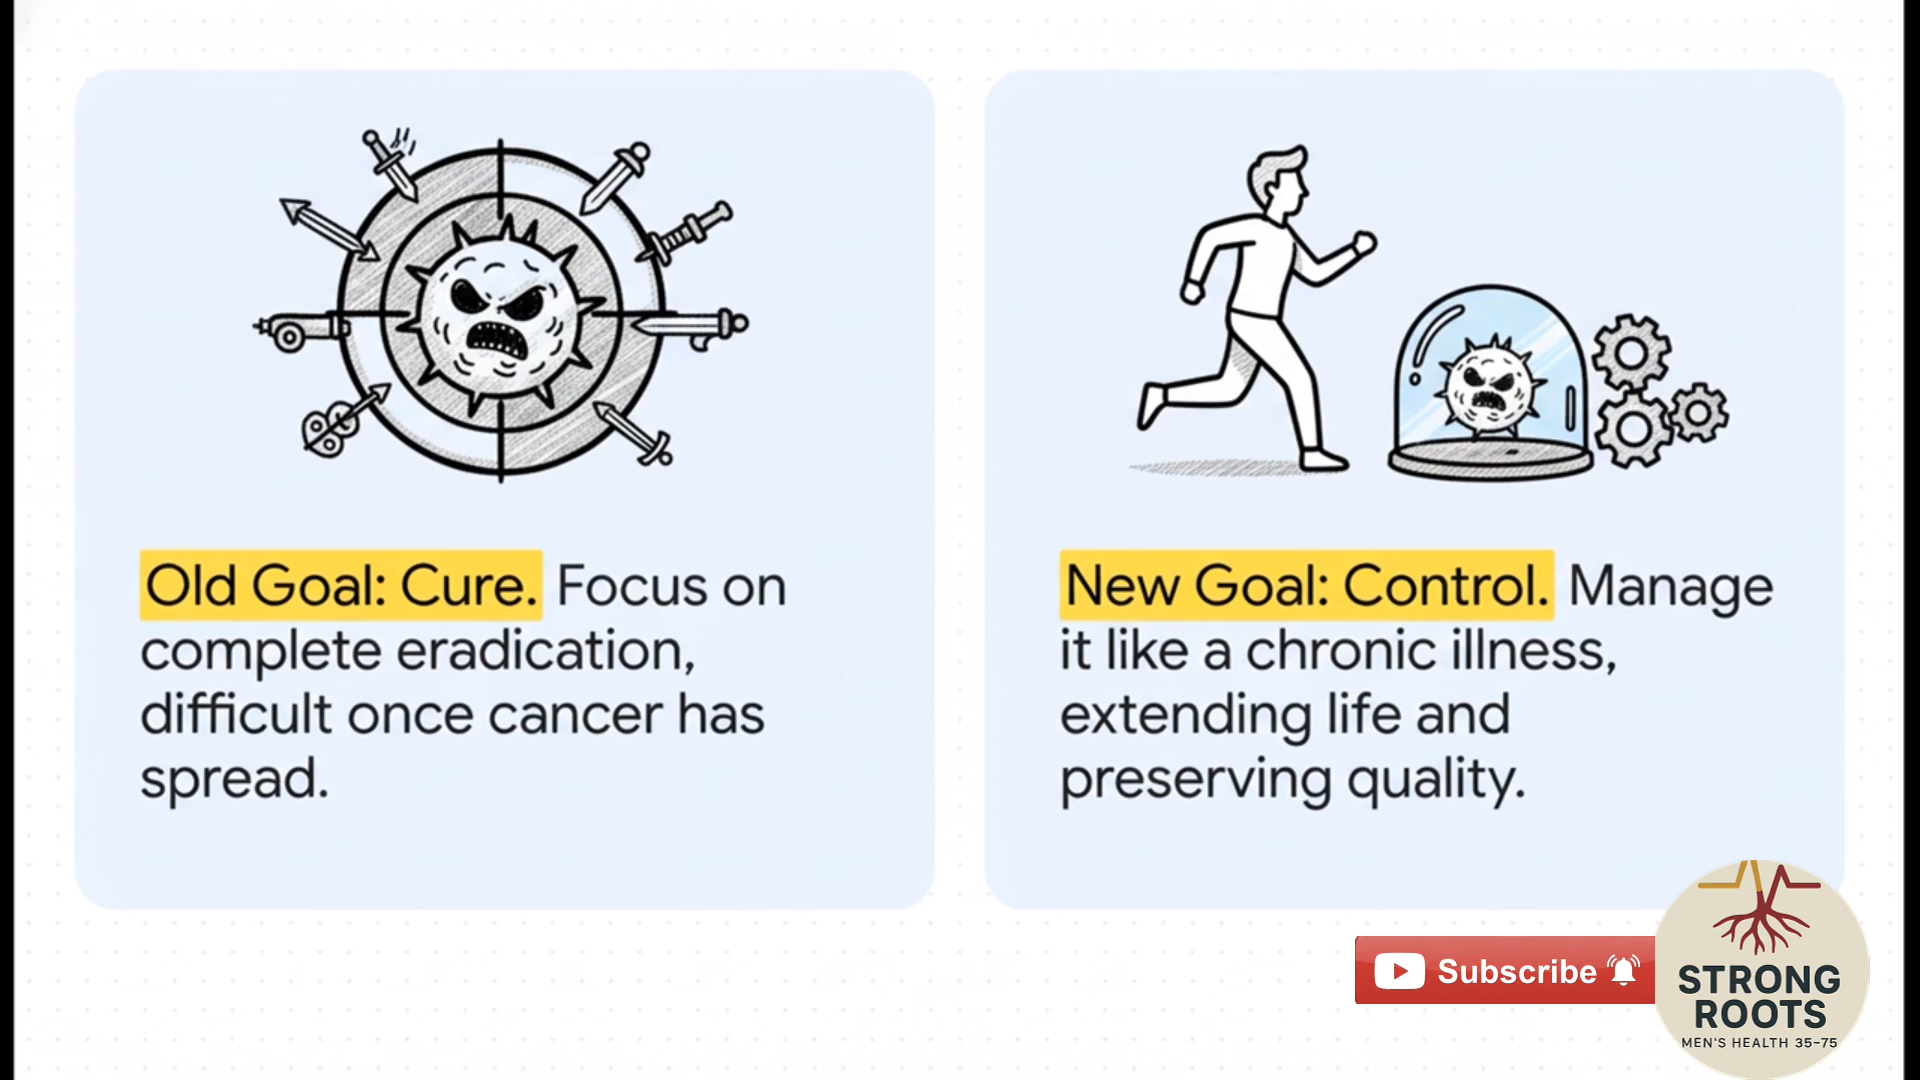 Old Goal: Cure. Focus on
complete eradication,
difficult once cancer has
spread.
New Goal: Control. Manage
it like a chronic illness,
extending life and
preserving quality.
Subscribe
STRONG
ROOTS
MEN'S HEALTH 35-75